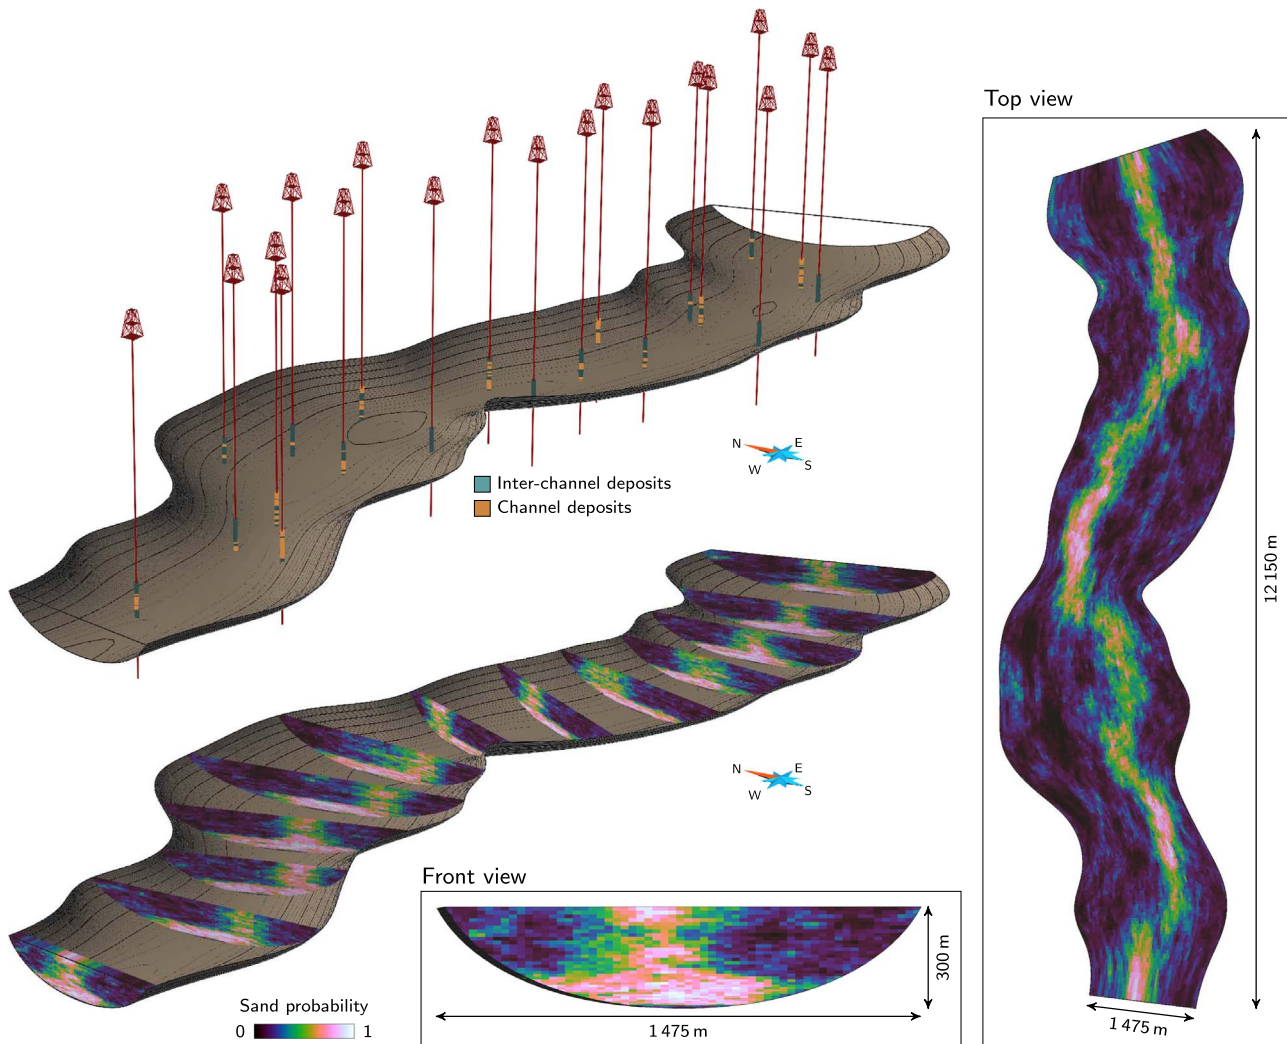 Top view
N
E
W
S
Inter-channel deposits
Channel deposits
12 150 m
N
E
W
S
Front view
300 m
Sand probability
0
1
1 475 m
1 475 m